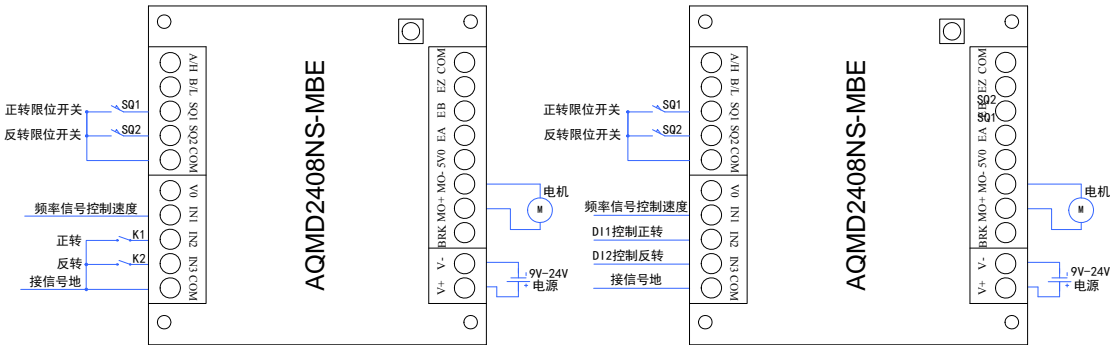 AQMD2408NS-MBE
A/H
B/L
SQ1
SQ2
COM
V0
IN1
IN2
IN3
COM
COM
EZ
EB
EA
5V0
MO-
MO+
BRK
V-
V+
正转限位开关
SQ1
反转限位开关
SQ2
频率信号控制速度
正转
K1
反转
K2
接信号地
电机
M
9V-24V
电源
AQMD2408NS-MBE
A/H
B/L
SQ1
SQ2
COM
V0
IN1
IN2
IN3
COM
COM
EZ
SQ2
SQ1
EA
5V0
MO-
MO+
BRK
V-
V+
正转限位开关
SQ1
反转限位开关
SQ2
频率信号控制速度
DI1控制正转
DI2控制反转
接信号地
电机
M
9V-24V
电源